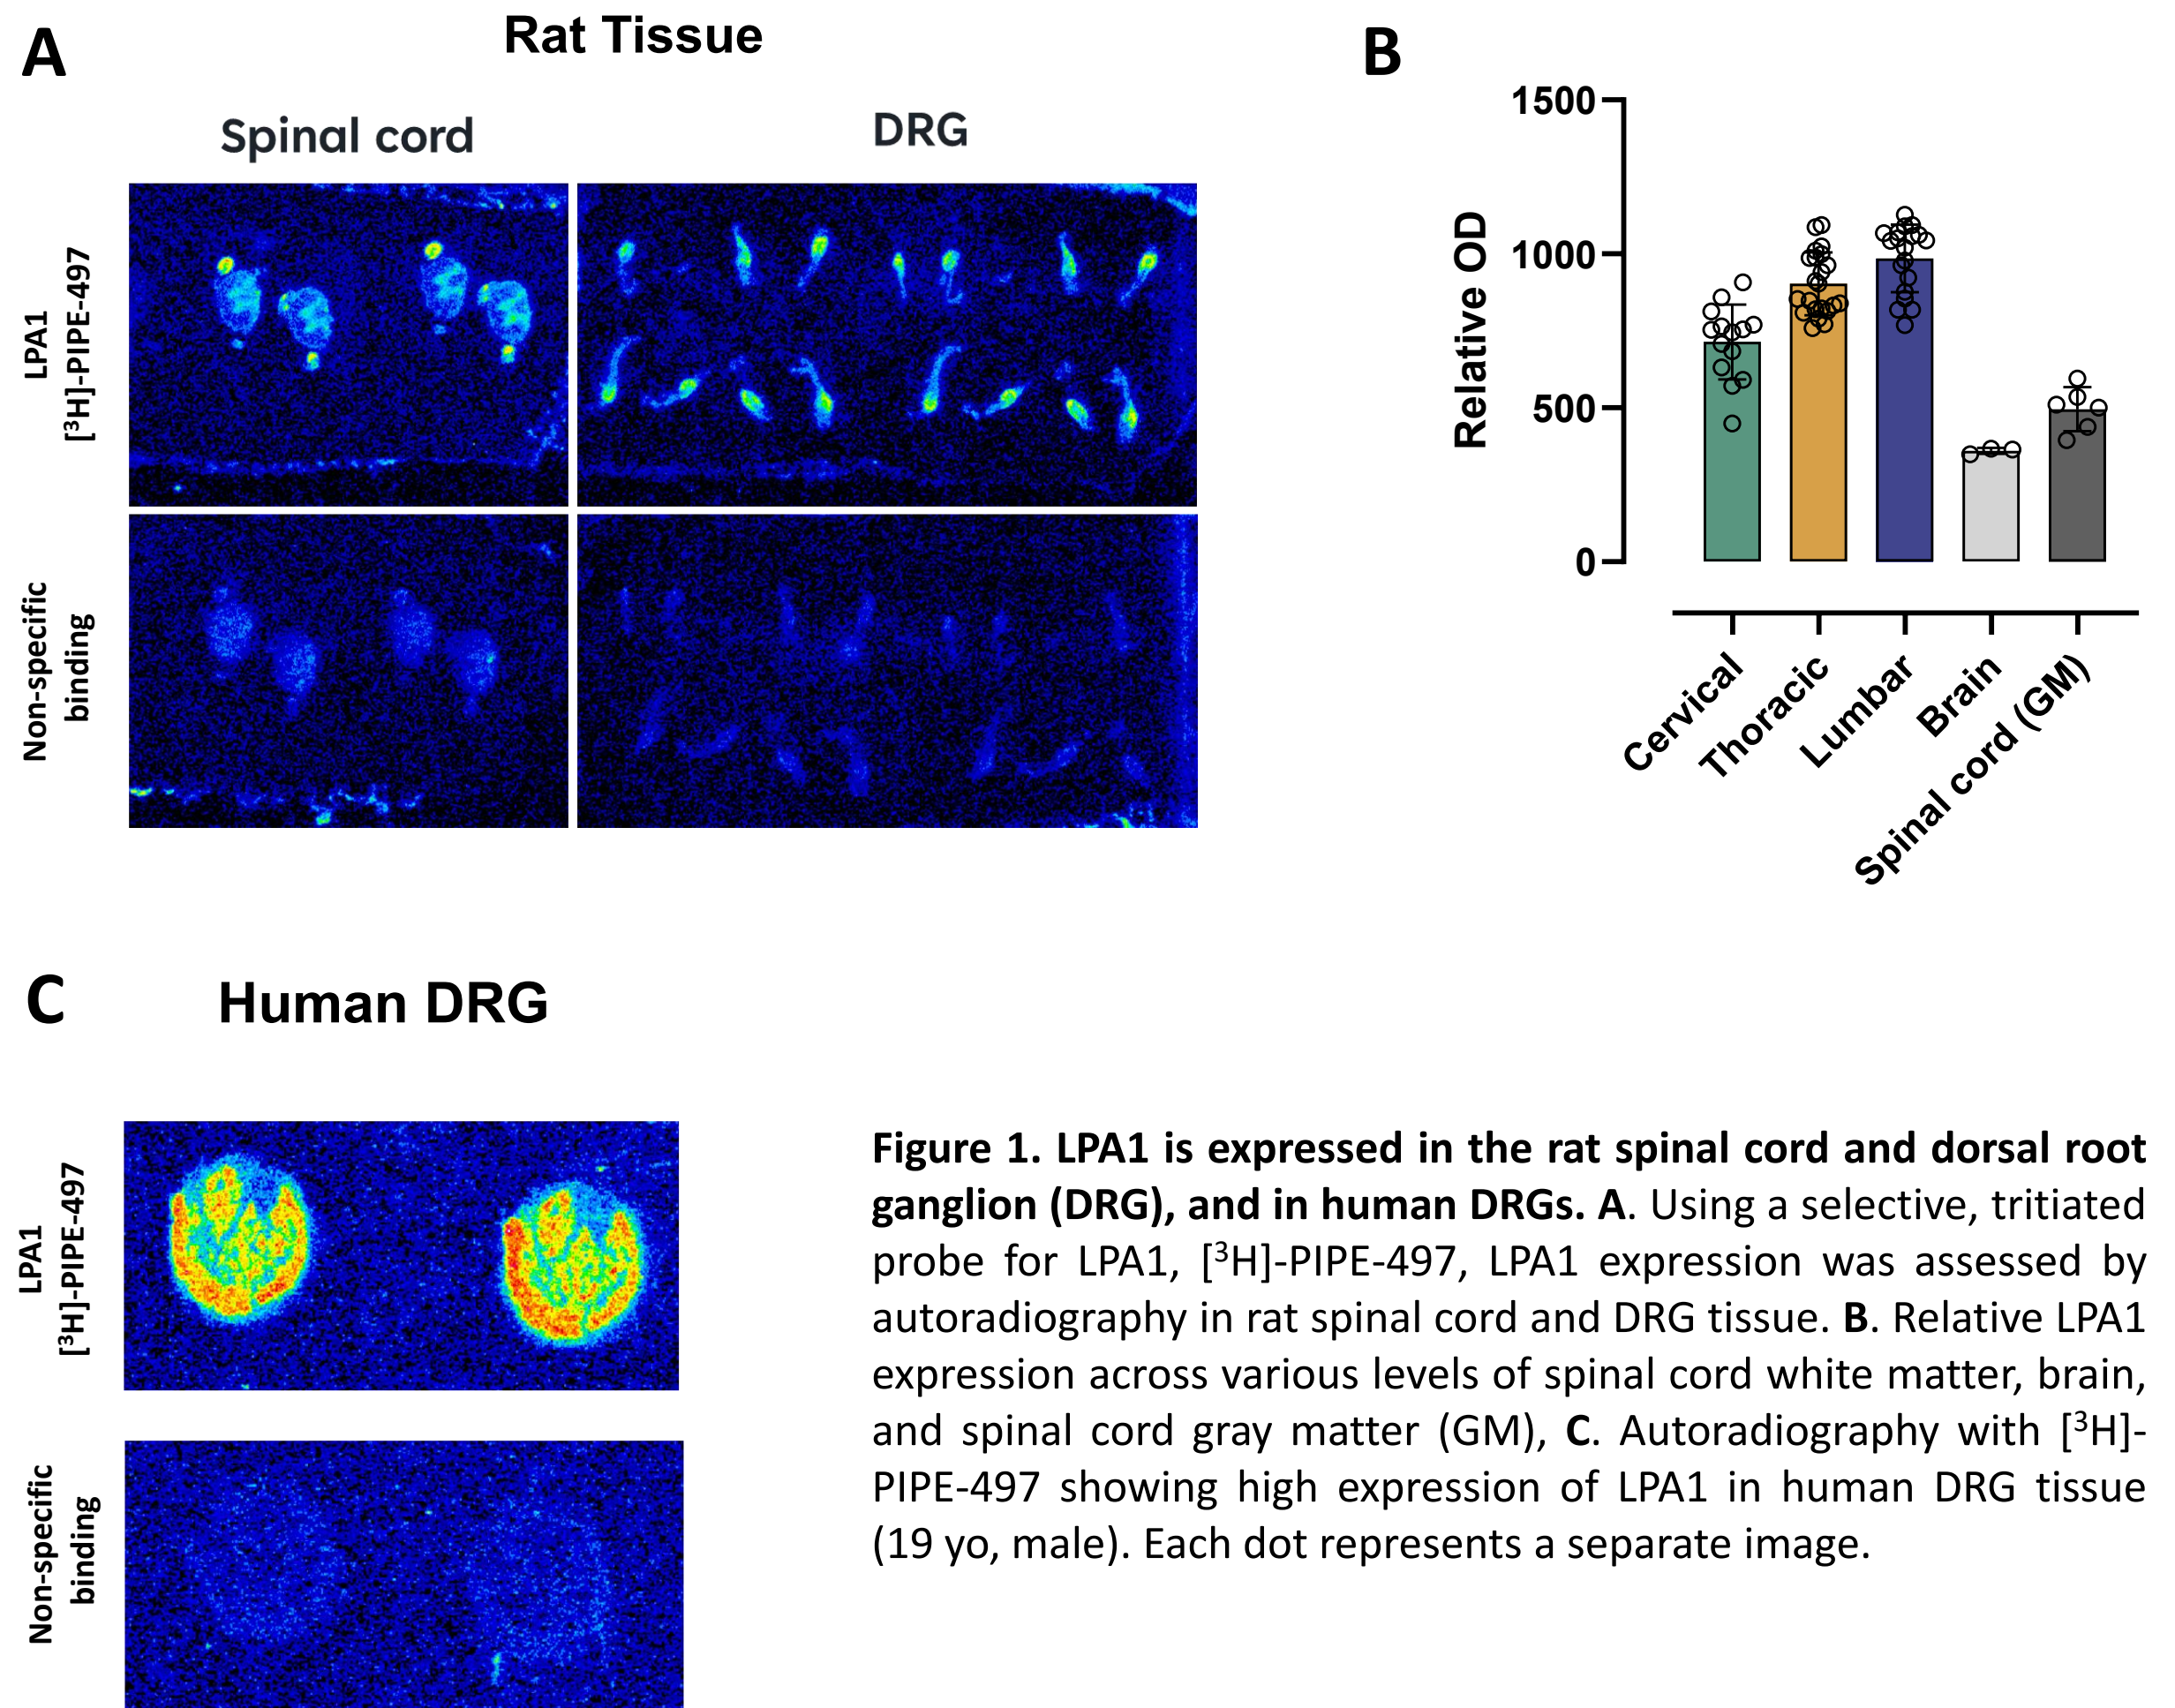 A
Rat Tissue
Spinal cord
DRG
LPA1
[³H]-PIPE-497
Non-specific
binding
B
Relative OD
1500
1000
500
0
Cervical
Thoracic
Lumbar
Brain
Spinal cord (GM)
C
Human DRG
LPA1
[³H]-PIPE-497
Non-specific
binding
Figure 1. LPA1 is expressed in the rat spinal cord and dorsal root
ganglion (DRG), and in human DRGs. A. Using a selective, tritiated
probe for LPA1, [³H]-PIPE-497, LPA1 expression was assessed by
autoradiography in rat spinal cord and DRG tissue. B. Relative LPA1
expression across various levels of spinal cord white matter, brain,
and spinal cord gray matter (GM), C. Autoradiography with [³H]-
PIPE-497 showing high expression of LPA1 in human DRG tissue
(19 yo, male). Each dot represents a separate image.